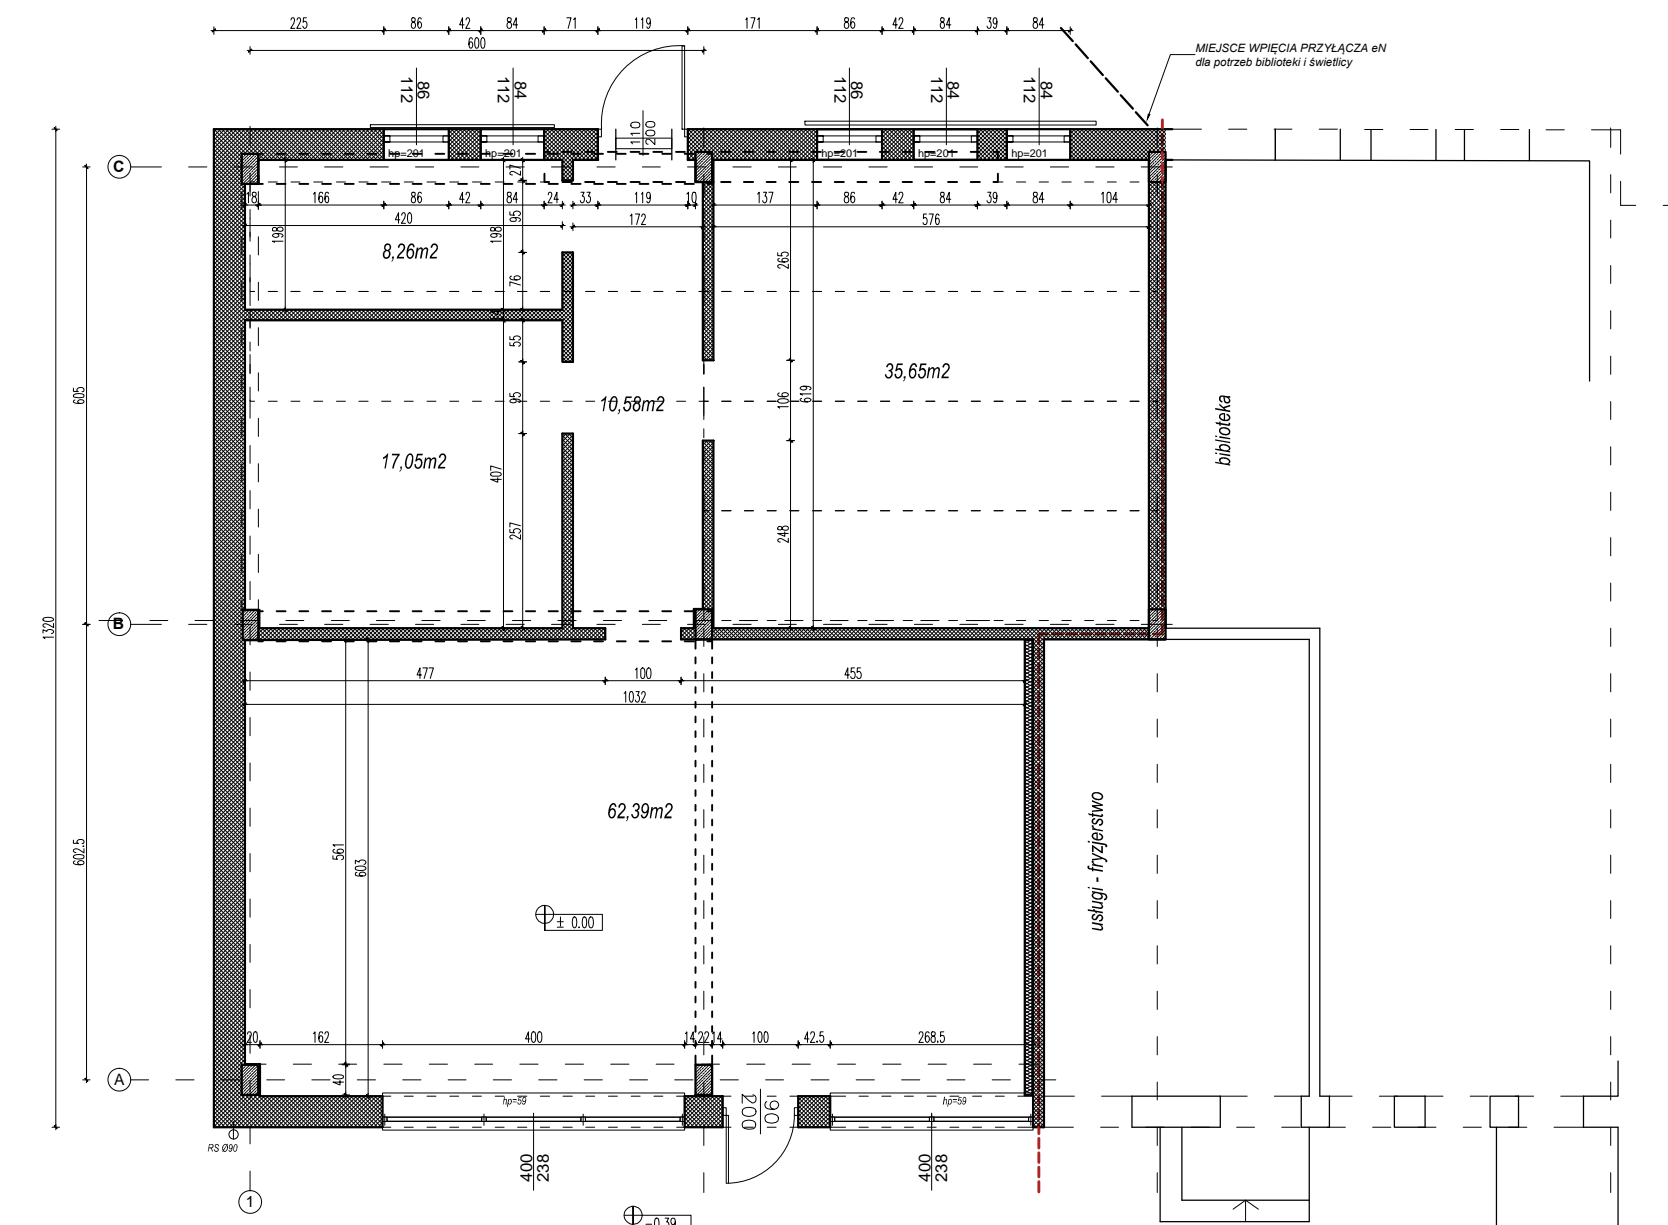 225 86 42 84 71 119 171 86 42 84 39 84
600
MIEJSCE WPIĘCIA PRZYŁĄCZA eN
dla potrzeb biblioteki i świetlicy
86
112
84
112
110
200
86
112
84
112
84
112
hp=201 hp=201 hp=201 hp=201 hp=201
C
27
18 166 86 42 84 24 33 119 10 137 86 42 84 39 84 104
420 172 576
198 198 95
8,26m2
265
76
55
35,65m2
605
95
10,58m2
106 619
biblioteka
17,05m2
407
257
248
B
1320
477 100 455
1032
62,39m2
usługi - fryzjerstwo
602.5
561
603
± 0.00
20 162 400 14 22 14 100 42.5 268.5
A
40
hp=59 hp=59
90
200
RS Ø90
400
238
400
238
1
-0.39